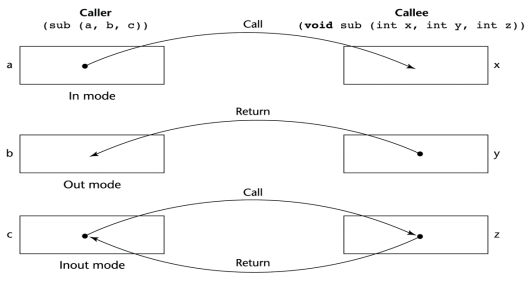 Caller
(sub (a, b, c))
Callee
(void sub (int x, int y, int z))
Call
a
x
In mode
Return
b
y
Out mode
Call
c
z
Inout mode
Return